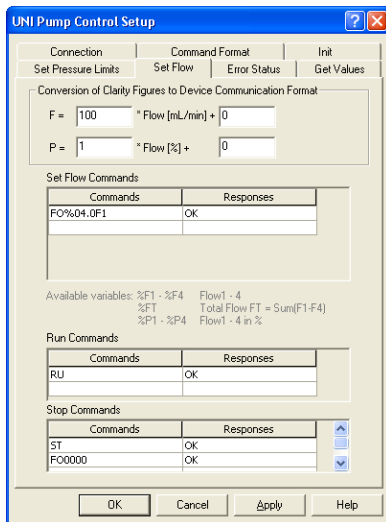 UNI Pump Control Setup
Connection Command Format Init
Set Pressure Limits Set Flow Error Status Get Values
Conversion of Clarity Figures to Device Communication Format
F = 100 * Flow [mL/min] + 0
P = 1 * Flow [%] + 0
Set Flow Commands
Commands Responses
FO%04.0F1 OK
Available variables: %F1 - %F4 Flow1 - 4
%FT Total Flow FT = Sum(F1-F4)
%P1 - %P4 Flow1 - 4 in %
Run Commands
Commands Responses
RU OK
Stop Commands
Commands Responses
ST OK
FO0000 OK
OK Cancel Apply Help